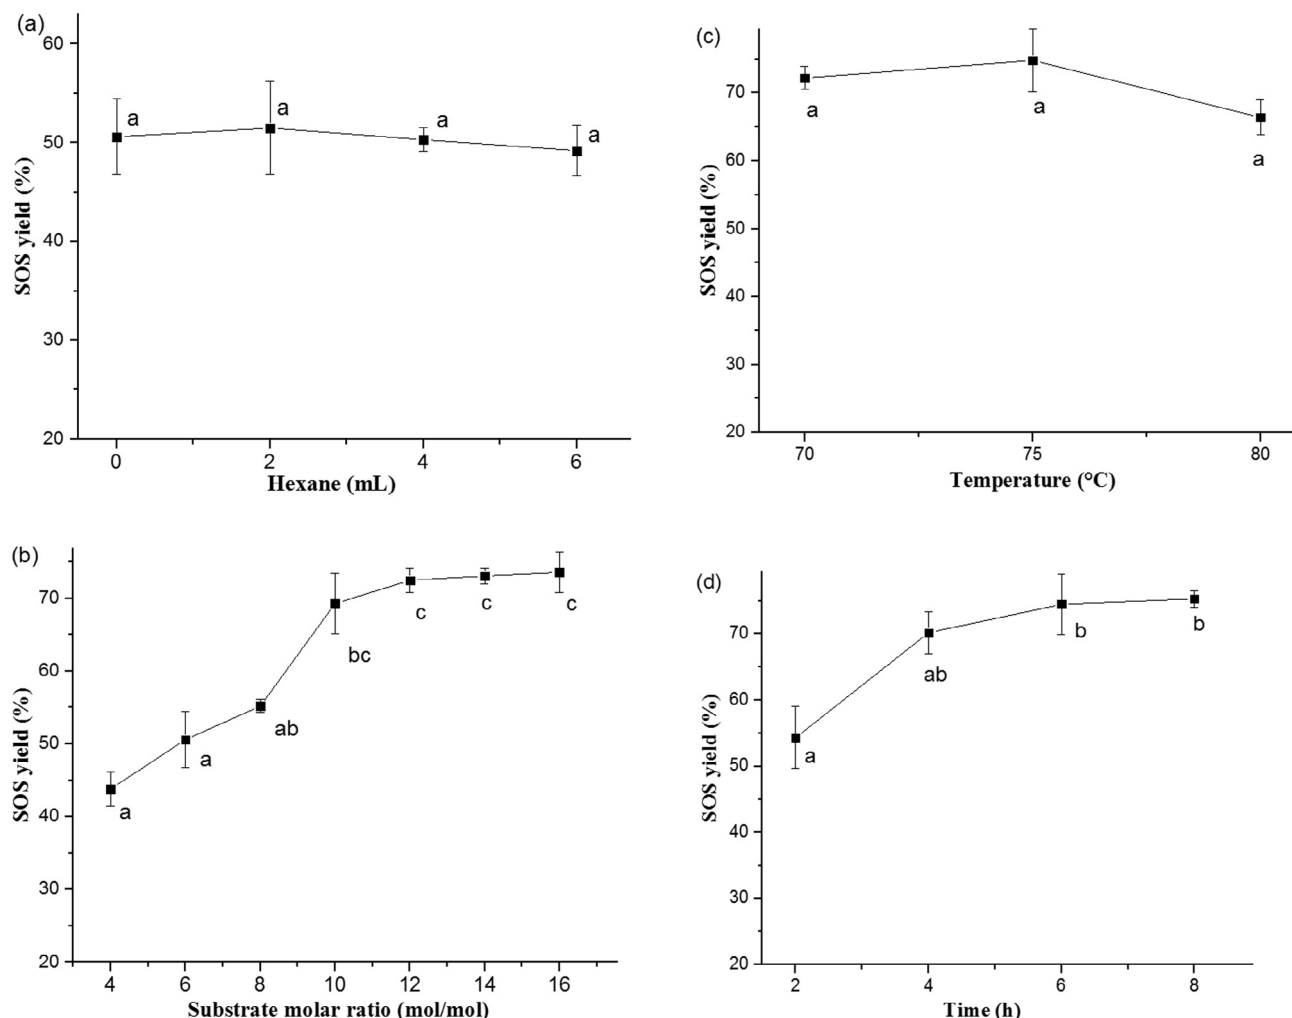 (a)
60
50
40
30
20
SOS yield (%)
a
a
a
a
0 2 4 6
Hexane (mL)
(c)
70
60
50
40
30
20
SOS yield (%)
a
a
a
70 75 80
Temperature (°C)
(b)
70
60
50
40
30
20
SOS yield (%)
a
a
ab
bc
c
c
c
4 6 8 10 12 14 16
Substrate molar ratio (mol/mol)
(d)
70
60
50
40
30
20
SOS yield (%)
a
ab
b
b
2 4 6 8
Time (h)